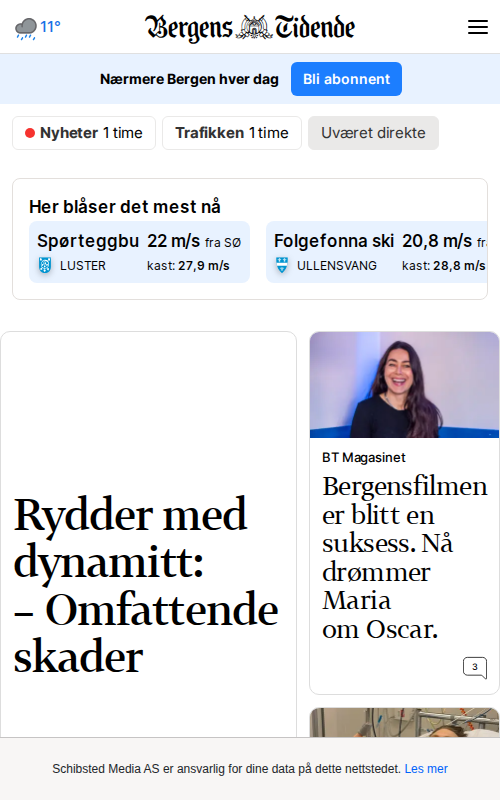 11°
Bergens Tidende
Nærmere Bergen hver dag
Bli abonnent
Nyheter 1 time
Trafikken 1 time
Uværet direkte
Her blåser det mest nå
Spørteggbu 22 m/s fra SØ
LUSTER kast: 27,9 m/s
Folgefonna ski 20,8 m/s
ULLENSVANG kast: 28,8 m/s
Rydder med
dynamitt:
– Omfattende
skader
BT Magasinet
Bergensfilmen
er blitt en
suksess. Nå
drømmer
Maria
om Oscar.
3
Schibsted Media AS er ansvarlig for dine data på dette nettstedet. Les mer